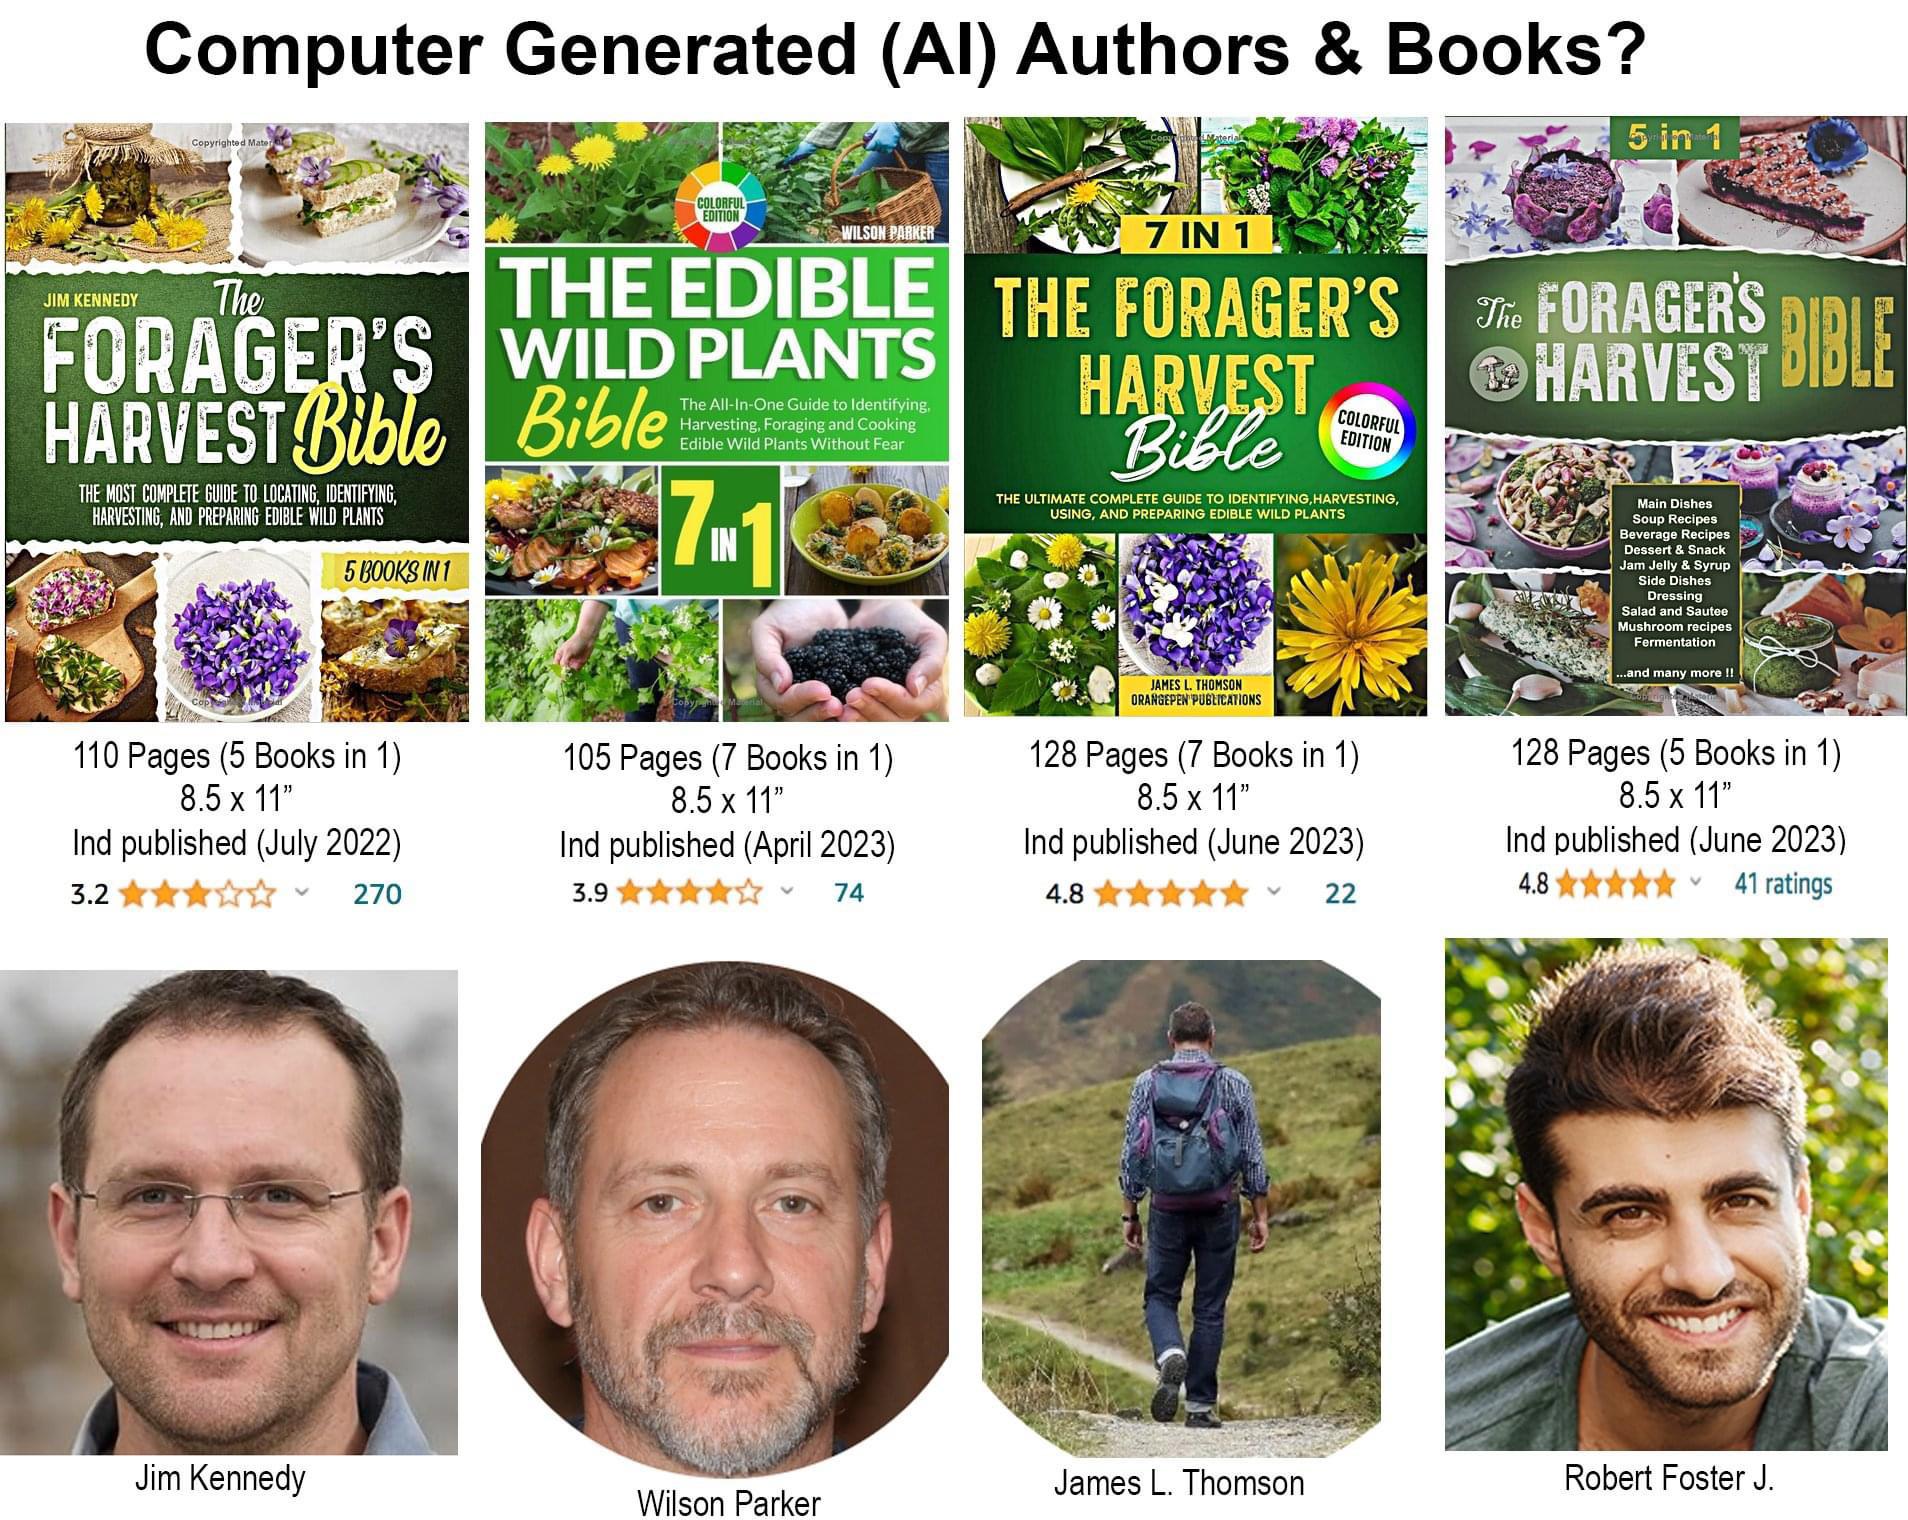 Computer Generated (AI) Authors & Books?
Copyrighted Material
JIM KENNEDY
The
FORAGER'S
HARVEST Bible
THE MOST COMPLETE GUIDE TO LOCATING, IDENTIFYING,
HARVESTING, AND PREPARING EDIBLE WILD PLANTS
5 BOOKS IN 1
Copyrighted Material
110 Pages (5 Books in 1)
8.5 x 11”
Ind published (July 2022)
3.2
270
Jim Kennedy
COLORFUL
EDITION
WILSON PARKER
THE EDIBLE
WILD PLANTS
Bible
The All-In-One Guide to Identifying,
Harvesting, Foraging and Cooking
Edible Wild Plants Without Fear
7 IN 1
Copyrighted Material
105 Pages (7 Books in 1)
8.5 x 11”
Ind published (April 2023)
3.9
74
Wilson Parker
Copyrighted Material
7 IN 1
THE FORAGER'S
HARVEST
Bible
COLORFUL
EDITION
THE ULTIMATE COMPLETE GUIDE TO IDENTIFYING,HARVESTING,
USING, AND PREPARING EDIBLE WILD PLANTS
JAMES L. THOMSON
ORANGEPEN PUBLICATIONS
Copyrighted Material
128 Pages (7 Books in 1)
8.5 x 11”
Ind published (June 2023)
4.8
22
James L. Thomson
5 in 1
Copyrighted Material
The FORAGER'S
HARVEST BIBLE
Main Dishes
Soup Recipes
Beverage Recipes
Dessert & Snack
Jam Jelly & Syrup
Side Dishes
Dressing
Salad and Sautee
Mushroom recipes
Fermentation
...and many more !!
Copyrighted Material
128 Pages (5 Books in 1)
8.5 x 11”
Ind published (June 2023)
4.8
41 ratings
Robert Foster J.